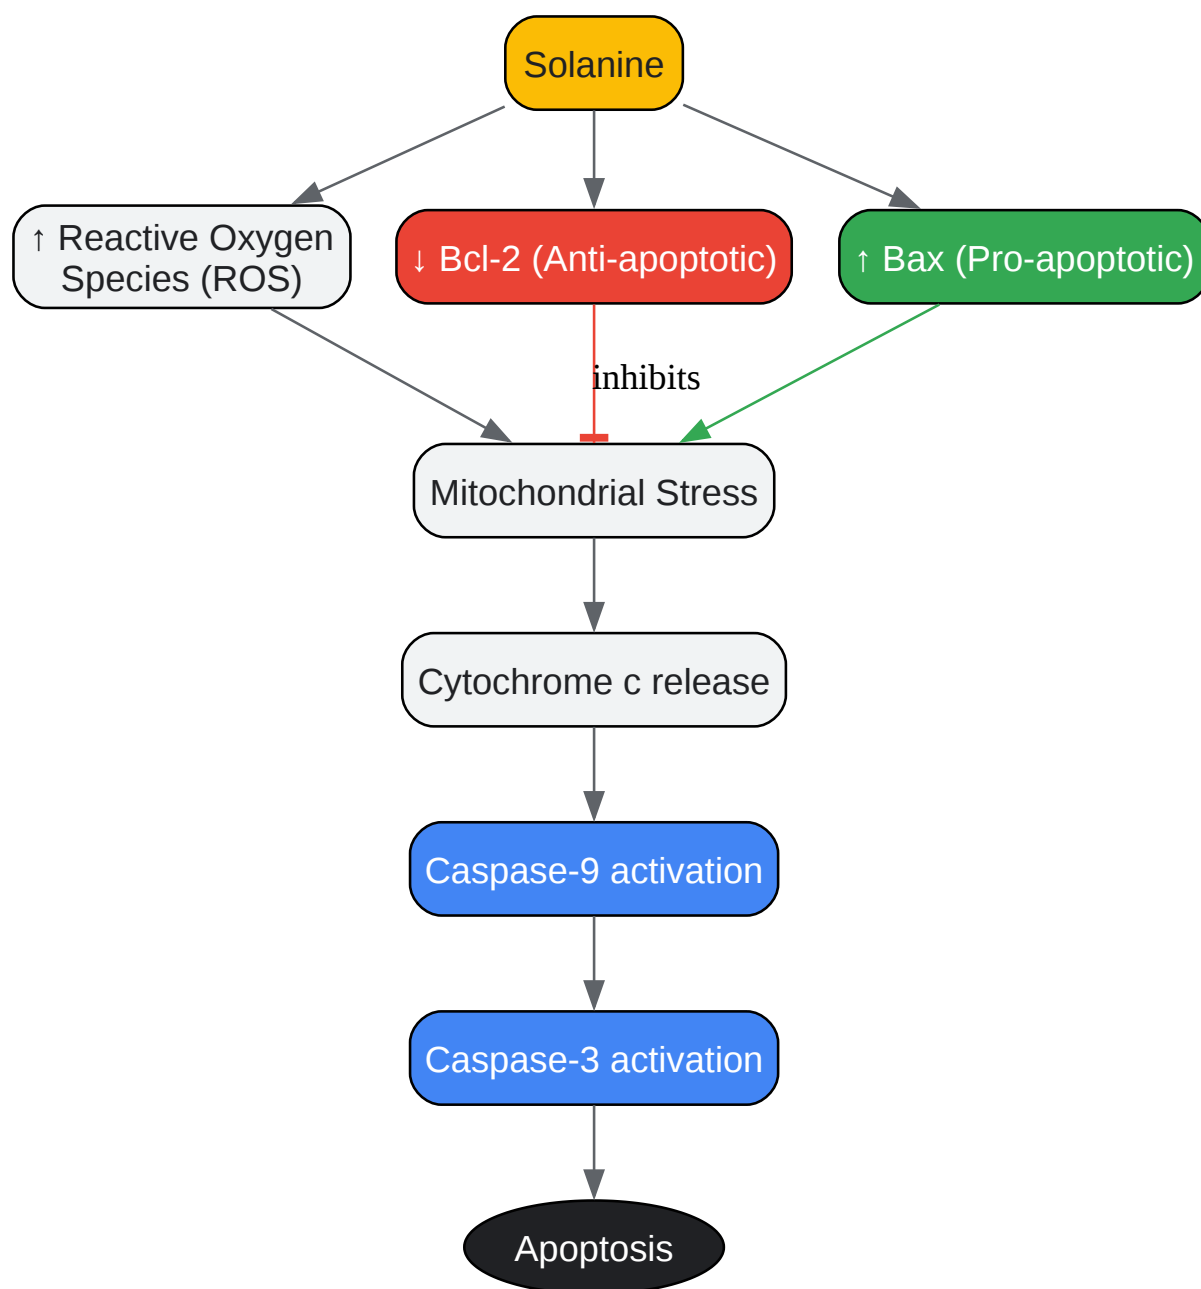 Solanine
↑ Reactive Oxygen
Species (ROS)
↓ Bcl-2 (Anti-apoptotic)
↑ Bax (Pro-apoptotic)
inhibits
Mitochondrial Stress
Cytochrome c release
Caspase-9 activation
Caspase-3 activation
Apoptosis